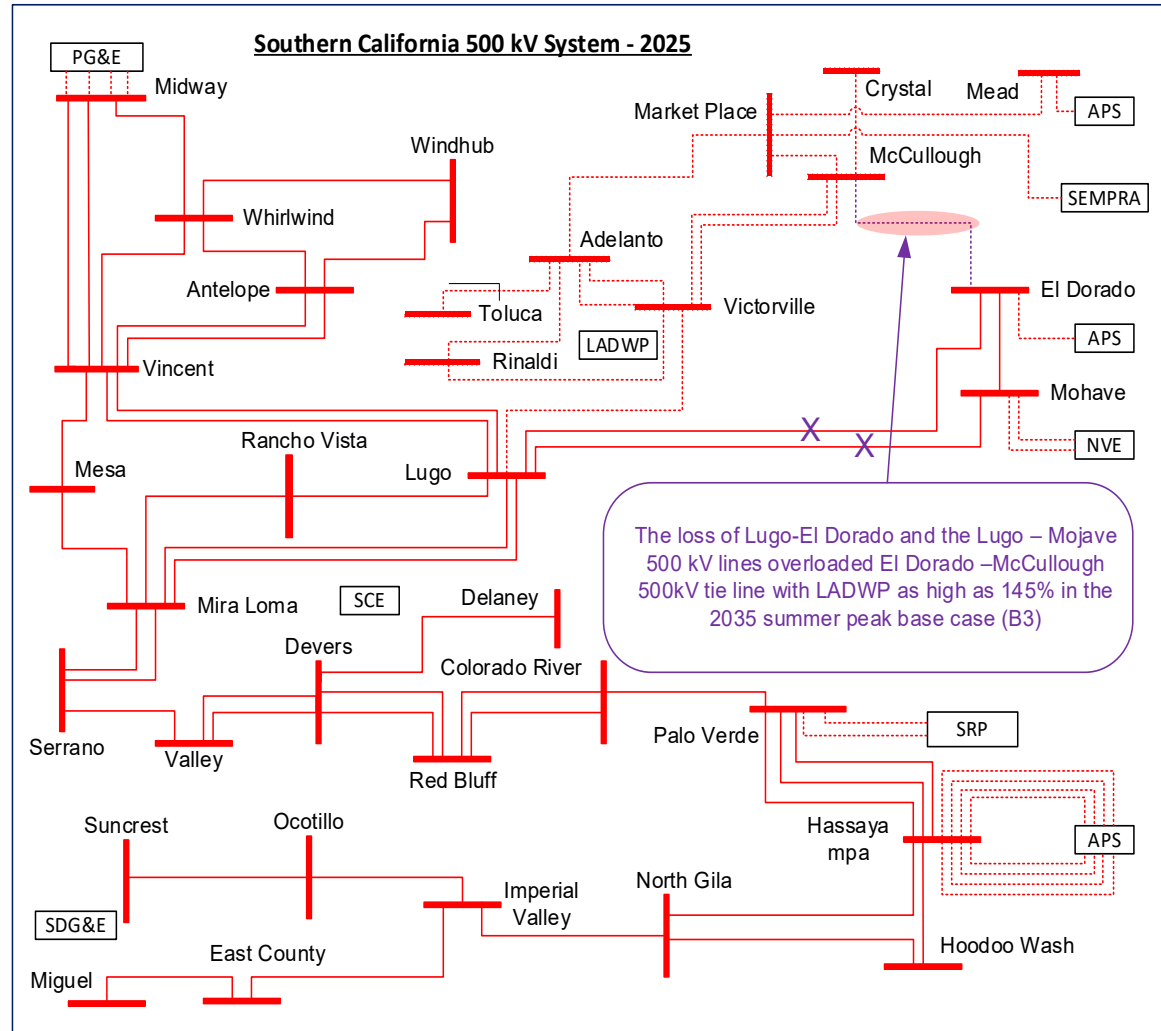 Southern California 500 kV System - 2025
PG&E
Midway
Crystal
Mead
Market Place
APS
Windhub
McCullough
SEMPRA
Whirlwind
Adelanto
Antelope
El Dorado
Toluca
Victorville
LADWP
APS
Rinaldi
Vincent
Mohave
Rancho Vista
NVE
Mesa
Lugo
X
X
The loss of Lugo-El Dorado and the Lugo – Mojave
500 kV lines overloaded El Dorado –McCullough
500kV tie line with LADWP as high as 145% in the
2035 summer peak base case (B3)
Mira Loma
SCE
Delaney
Devers
Colorado River
Serrano
Valley
Palo Verde
SRP
Red Bluff
Suncrest
Ocotillo
Hassaya
mpa
APS
Imperial
Valley
North Gila
SDG&E
East County
Hoodoo Wash
Miguel